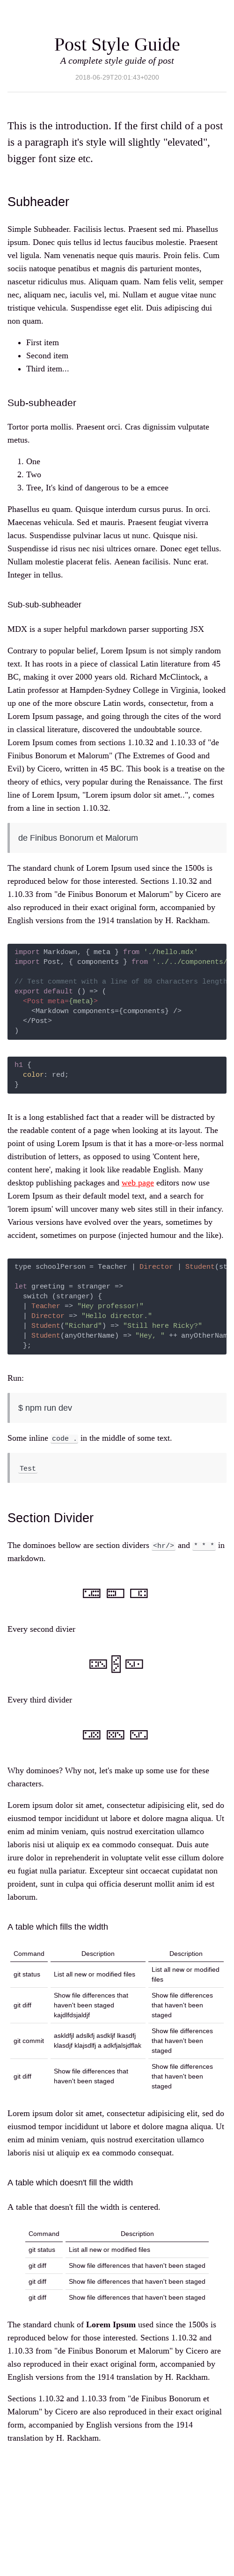 Post Style Guide
A complete style guide of post
2018-06-29T20:01:43+0200
This is the introduction. If the first child of a post
is a paragraph it's style will slightly "elevated",
bigger font size etc.
Subheader
Simple Subheader. Facilisis lectus. Praesent sed mi. Phasellus
ipsum. Donec quis tellus id lectus faucibus molestie. Praesent
vel ligula. Nam venenatis neque quis mauris. Proin felis. Cum
sociis natoque penatibus et magnis dis parturient montes,
nascetur ridiculus mus. Aliquam quam. Nam felis velit, semper
nec, aliquam nec, iaculis vel, mi. Nullam et augue vitae nunc
tristique vehicula. Suspendisse eget elit. Duis adipiscing dui
non quam.
• First item
• Second item
• Third item...
Sub-subheader
Tortor porta mollis. Praesent orci. Cras dignissim vulputate
metus.
1. One
2. Two
3. Tree, It's kind of dangerous to be a emcee
Phasellus eu quam. Quisque interdum cursus purus. In orci.
Maecenas vehicula. Sed et mauris. Praesent feugiat viverra
lacus. Suspendisse pulvinar lacus ut nunc. Quisque nisi.
Suspendisse id risus nec nisi ultrices ornare. Donec eget tellus.
Nullam molestie placerat felis. Aenean facilisis. Nunc erat.
Integer in tellus.
Sub-sub-subheader
MDX is a super helpful markdown parser supporting JSX
Contrary to popular belief, Lorem Ipsum is not simply random
text. It has roots in a piece of classical Latin literature from 45
BC, making it over 2000 years old. Richard McClintock, a
Latin professor at Hampden-Sydney College in Virginia, looked
up one of the more obscure Latin words, consectetur, from a
Lorem Ipsum passage, and going through the cites of the word
in classical literature, discovered the undoubtable source.
Lorem Ipsum comes from sections 1.10.32 and 1.10.33 of "de
Finibus Bonorum et Malorum" (The Extremes of Good and
Evil) by Cicero, written in 45 BC. This book is a treatise on the
theory of ethics, very popular during the Renaissance. The first
line of Lorem Ipsum, "Lorem ipsum dolor sit amet..", comes
from a line in section 1.10.32.
de Finibus Bonorum et Malorum
The standard chunk of Lorem Ipsum used since the 1500s is
reproduced below for those interested. Sections 1.10.32 and
1.10.33 from "de Finibus Bonorum et Malorum" by Cicero are
also reproduced in their exact original form, accompanied by
English versions from the 1914 translation by H. Rackham.
import Markdown, { meta } from './hello.mdx'
import Post, { components } from '../../components/
// Test comment with a line of 80 characters length
export default () => (
<Post meta={meta}>
<Markdown components={components} />
</Post>
)
h1 {
color: red;
}
It is a long established fact that a reader will be distracted by
the readable content of a page when looking at its layout. The
point of using Lorem Ipsum is that it has a more-or-less normal
distribution of letters, as opposed to using 'Content here,
content here', making it look like readable English. Many
desktop publishing packages and web page editors now use
Lorem Ipsum as their default model text, and a search for
'lorem ipsum' will uncover many web sites still in their infancy.
Various versions have evolved over the years, sometimes by
accident, sometimes on purpose (injected humour and the like).
type schoolPerson = Teacher | Director | Student(st
let greeting = stranger =>
switch (stranger) {
| Teacher => "Hey professor!"
| Director => "Hello director."
| Student("Richard") => "Still here Ricky?"
| Student(anyOtherName) => "Hey, " ++ anyOtherNam
};
Run:
$ npm run dev
Some inline code . in the middle of some text.
Test
Section Divider
The dominoes bellow are section dividers <hr/> and * * * in
markdown.
Every second divier
Every third divider
Why dominoes? Why not, let's make up some use for these
characters.
Lorem ipsum dolor sit amet, consectetur adipisicing elit, sed do
eiusmod tempor incididunt ut labore et dolore magna aliqua. Ut
enim ad minim veniam, quis nostrud exercitation ullamco
laboris nisi ut aliquip ex ea commodo consequat. Duis aute
irure dolor in reprehenderit in voluptate velit esse cillum dolore
eu fugiat nulla pariatur. Excepteur sint occaecat cupidatat non
proident, sunt in culpa qui officia deserunt mollit anim id est
laborum.
A table which fills the width
Command Description Description
git status List all new or modified files List all new or modified files
git diff Show file differences that haven't been staged kajdlfdsjaldjf Show file differences that haven't been staged
git commit askldfjl adslkfj asdkljf lkasdfj klasdjf klajsdlfj a adkfjalsjdflak Show file differences that haven't been staged
git diff Show file differences that haven't been staged Show file differences that haven't been staged
Lorem ipsum dolor sit amet, consectetur adipisicing elit, sed do
eiusmod tempor incididunt ut labore et dolore magna aliqua. Ut
enim ad minim veniam, quis nostrud exercitation ullamco
laboris nisi ut aliquip ex ea commodo consequat.
A table which doesn't fill the width
A table that doesn't fill the width is centered.
Command Description
git status List all new or modified files
git diff Show file differences that haven't been staged
git diff Show file differences that haven't been staged
git diff Show file differences that haven't been staged
The standard chunk of Lorem Ipsum used since the 1500s is
reproduced below for those interested. Sections 1.10.32 and
1.10.33 from "de Finibus Bonorum et Malorum" by Cicero are
also reproduced in their exact original form, accompanied by
English versions from the 1914 translation by H. Rackham.
Sections 1.10.32 and 1.10.33 from "de Finibus Bonorum et
Malorum" by Cicero are also reproduced in their exact original
form, accompanied by English versions from the 1914
translation by H. Rackham.